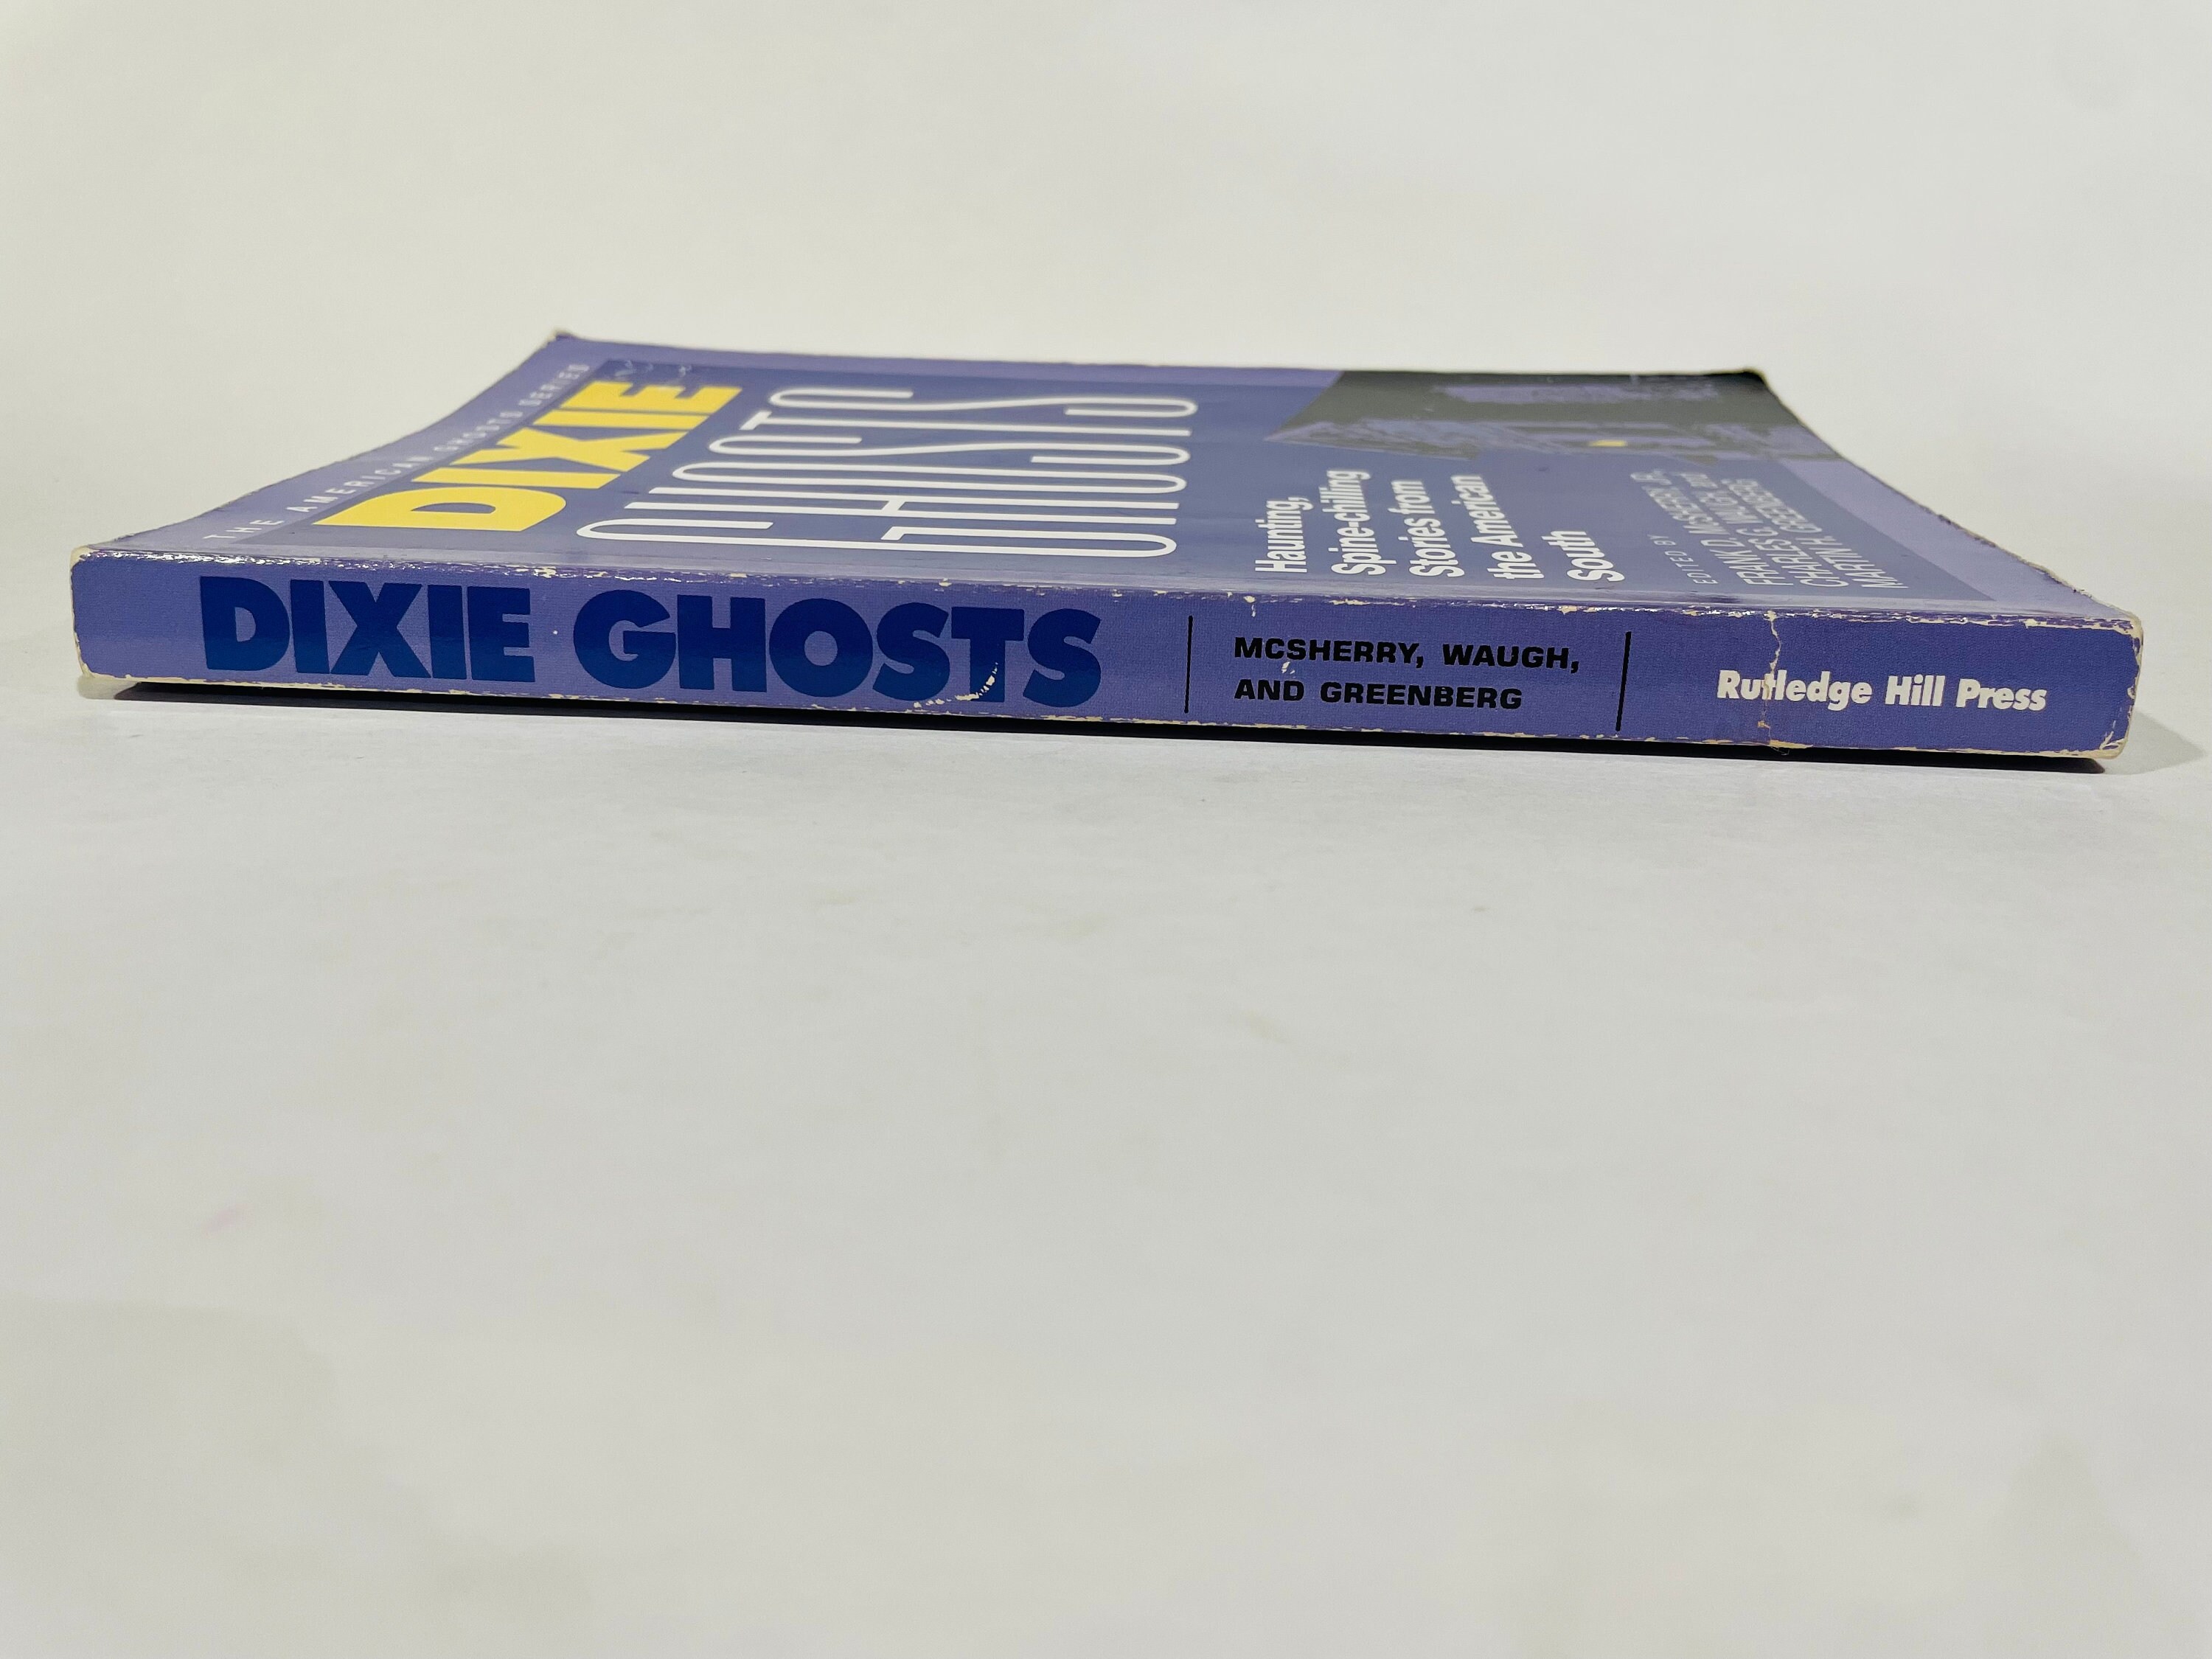 THE AMERICAN GHOSTS SERIES
DIXIE
GHOSTS
Haunting,
Spine-chilling
Stories from
the American
South
EDITED BY
FRANK D. MCSHERRY, JR.,
CHARLES G. WAUGH, and
MARTIN H. GREENBERG
DIXIE GHOSTS
MCSHERRY, WAUGH,
AND GREENBERG
Rutledge Hill Press